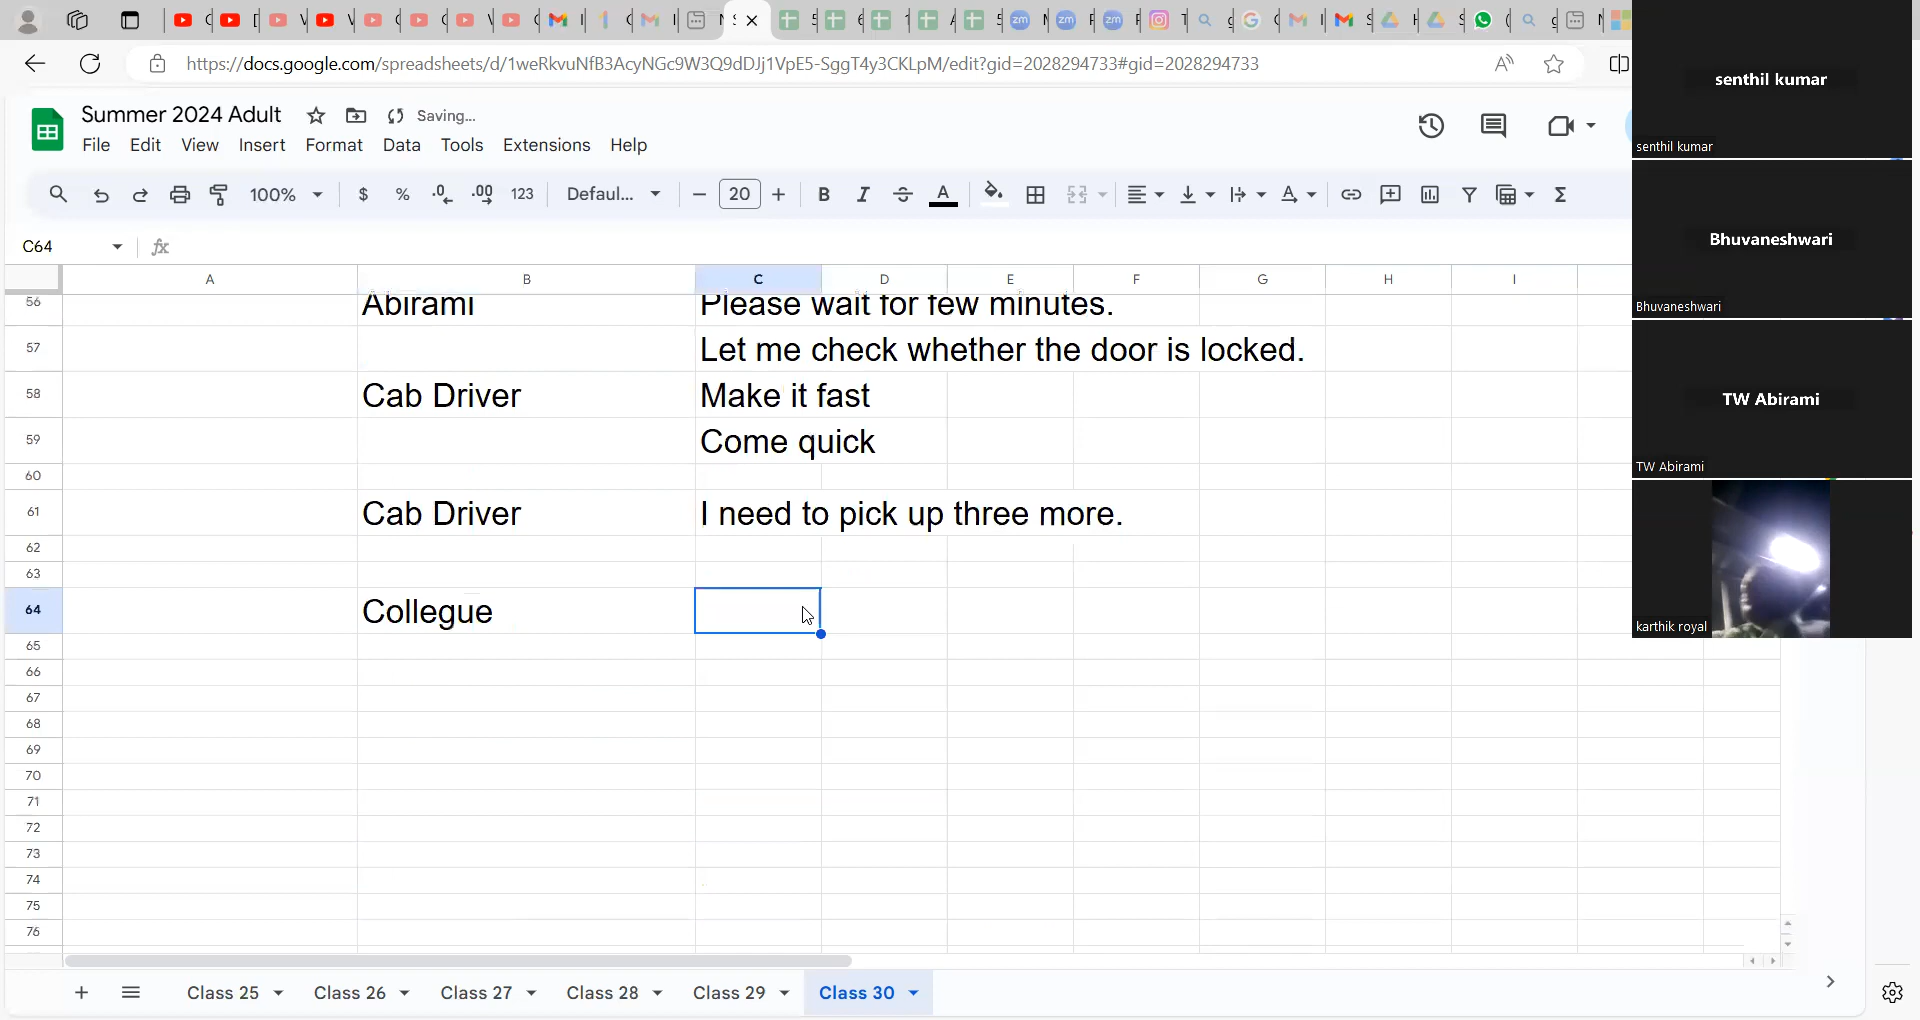 https://docs.google.com/spreadsheets/d/1weRkvuNfB3AcyNGc9W3Q9dDJj1VpE5-SggT4y3CKLpM/edit?gid=2028294733#gid=2028294733
Summer 2024 Adult Saving...
File Edit View Insert Format Data Tools Extensions Help
100% $ % .0 .00 123 Defaul... 20
C64 fx
A B C D E F G H I
56 Abirami Please wait for few minutes.
57 Let me check whether the door is locked.
58 Cab Driver Make it fast
59 Come quick
60
61 Cab Driver I need to pick up three more.
62
63
64 Collegue
65
66
67
68
69
70
71
72
73
74
75
76
Class 25 Class 26 Class 27 Class 28 Class 29 Class 30
senthil kumar
senthil kumar
Bhuvaneshwari
Bhuvaneshwari
TW Abirami
TW Abirami
karthik royal